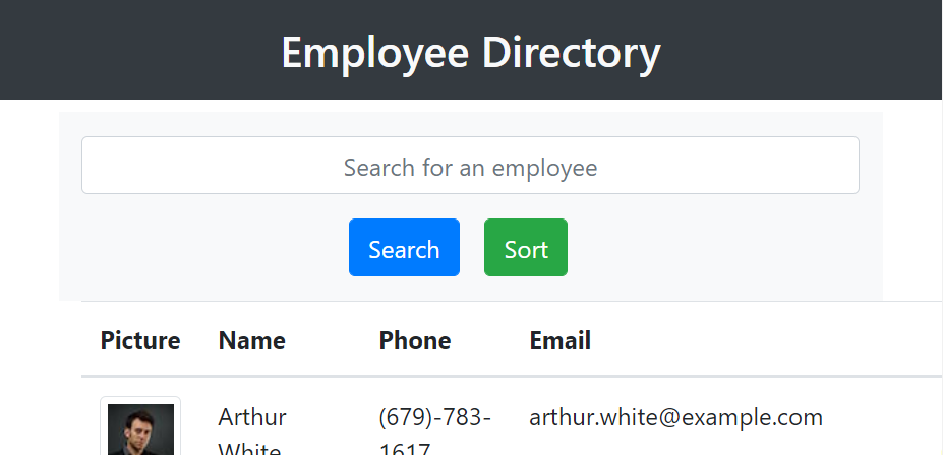 Employee Directory
Search for an employee
Search Sort
Picture Name Phone Email
Arthur (679)-783- arthur.white@example.com
White 1617